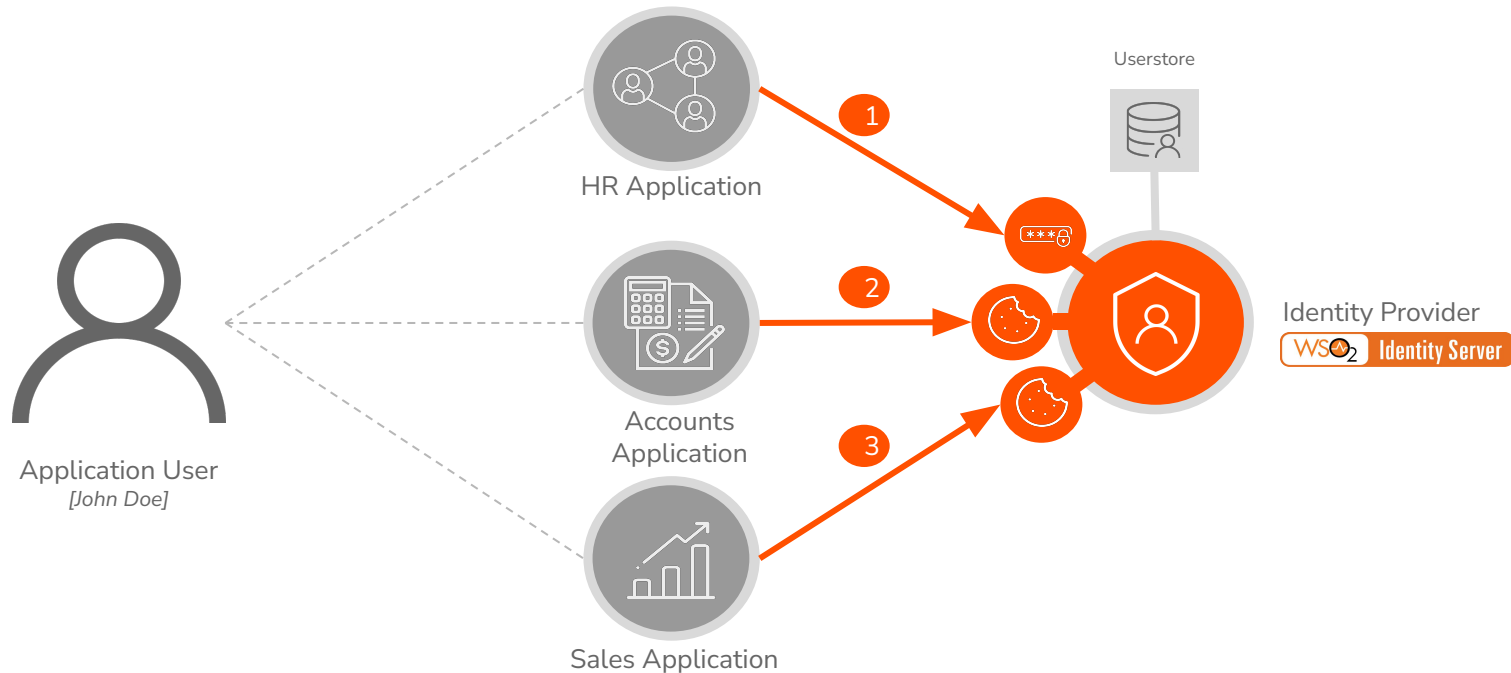 Userstore
1
HR Application
***
2
Identity Provider
WSO2 Identity Server
$
Accounts
Application
3
Application User
[John Doe]
Sales Application